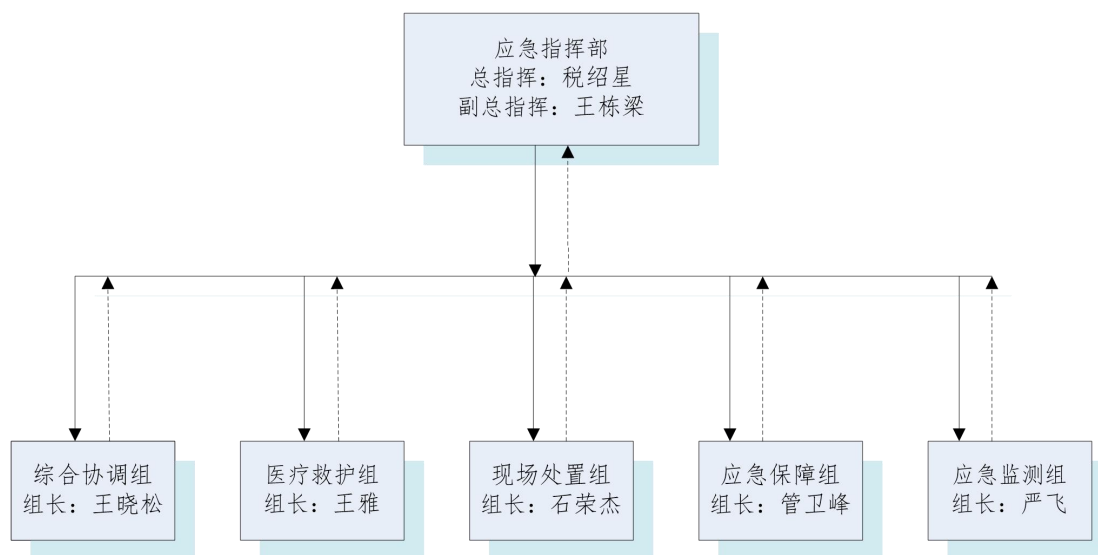 应急指挥部
总指挥：税绍星
副总指挥：王栋梁
综合协调组
组长：王晓松
医疗救护组
组长：王雅
现场处置组
组长：石荣杰
应急保障组
组长：管卫峰
应急监测组
组长：严飞